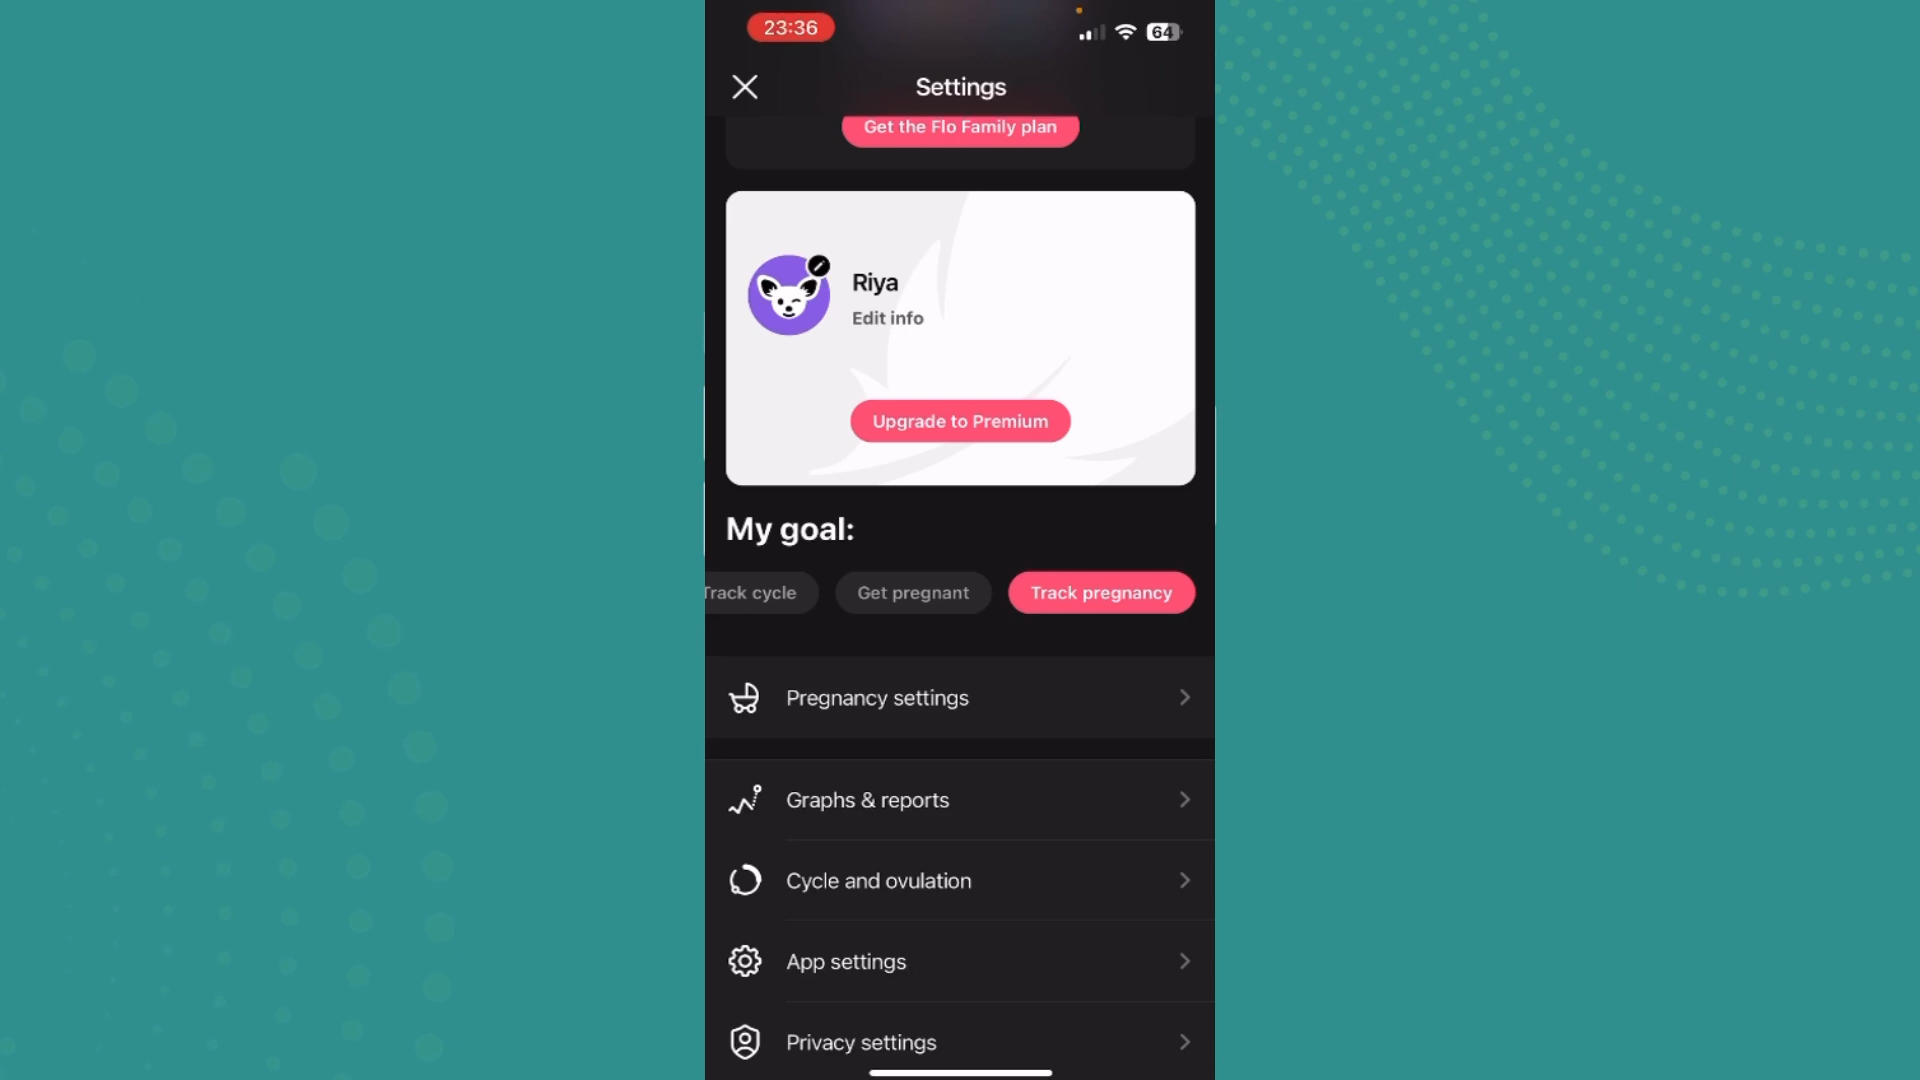 23:36
64
Settings
Get the Flo Family plan
Riya
Edit info
Upgrade to Premium
My goal:
Track cycle
Get pregnant
Track pregnancy
Pregnancy settings
Graphs & reports
Cycle and ovulation
App settings
Privacy settings